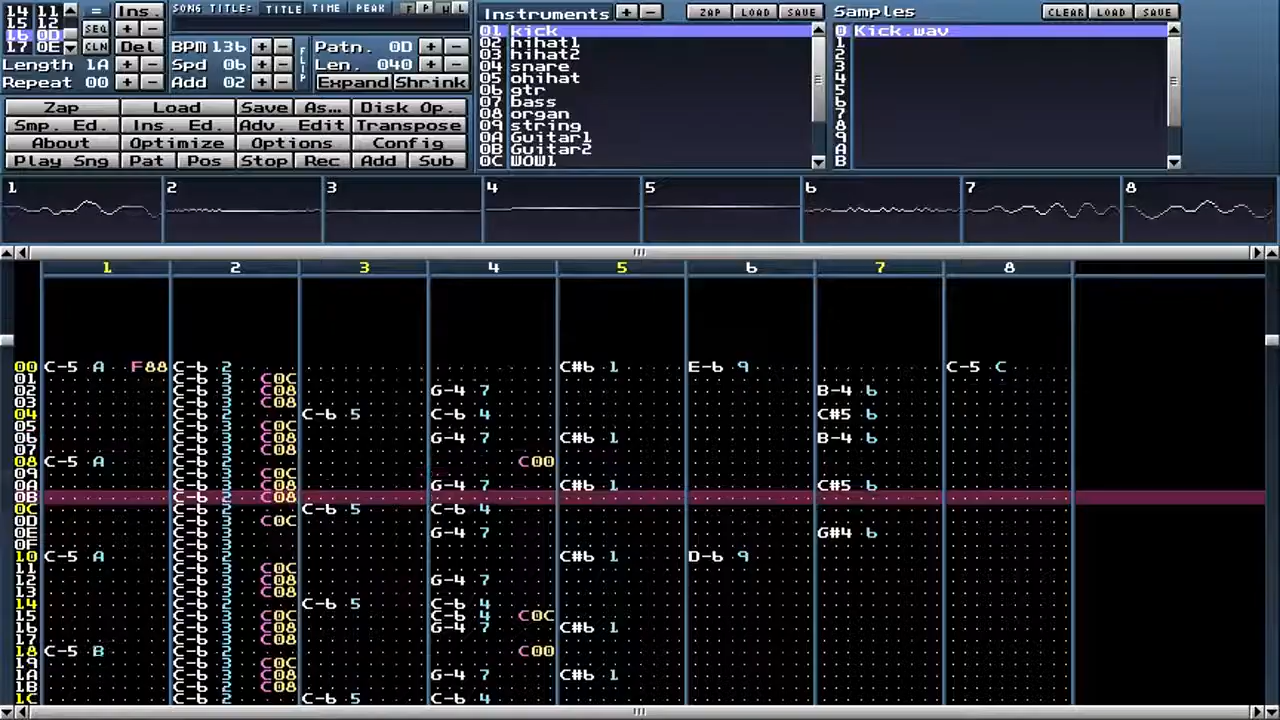 14 11 = Ins. SONG TITLE: TITLE TIME PEAK F P W L
15 12 SEQ + -
16 0D
17 0E CLN Del
BPM 136 + - FLIP Patn. 0D + -
Length 1A + - Spd 06 + - Len. 040 + -
Repeat 00 + - Add 02 + - Expand Shrink
Zap Load Save As... Disk Op.
Smp. Ed. Ins. Ed. Adv. Edit Transpose
About Optimize Options Config
Play Sng Pat Pos Stop Rec Add Sub
Instruments + - ZAP LOAD SAVE
01 kick
02 hihat1
03 hihat2
04 snare
05 ohihat
06 gtr
07 bass
08 organ
09 string
0A Guitar1
0B Guitar2
0C WOW1
Samples CLEAR LOAD SAVE
0 Kick.wav
1
2
3
4
5
6
7
8
9
A
B
1 2 3 4 5 6 7 8
1 2 3 4 5 6 7 8
00 C-5 A F88 C-6 2 C#6 1 E-6 9 C-5 C
01 C-6 3 C0C
02 C-6 3 C08 G-4 7 B-4 6
03 C-6 3 C08
04 C-6 2 C-6 5 C-6 4 C#5 6
05 C-6 3 C0C
06 C-6 3 C08 G-4 7 C#6 1 B-4 6
07 C-6 3 C08
08 C-5 A C-6 2 C00
09 C-6 3 C0C
0A C-6 3 C08 G-4 7 C#6 1 C#5 6
0B C-6 2 C08
0C C-6 2 C-6 5 C-6 4
0D C-6 3 C0C
0E C-6 2 G-4 7 G#4 6
0F C-6 3
10 C-5 A C-6 2 C#6 1 D-6 9
11 C-6 3 C0C
12 C-6 3 C08 G-4 7
13 C-6 3 C08
14 C-6 2 C-6 5 C-6 4
15 C-6 3 C0C C-6 4 C0C
16 C-6 3 C08 G-4 7 C#6 1
17 C-6 3 C08
18 C-5 B C-6 2 C00
19 C-6 3 C0C
1A C-6 3 C08 G-4 7 C#6 1
1B C-6 3 C08
1C C-6 2 C-6 5 C-6 4